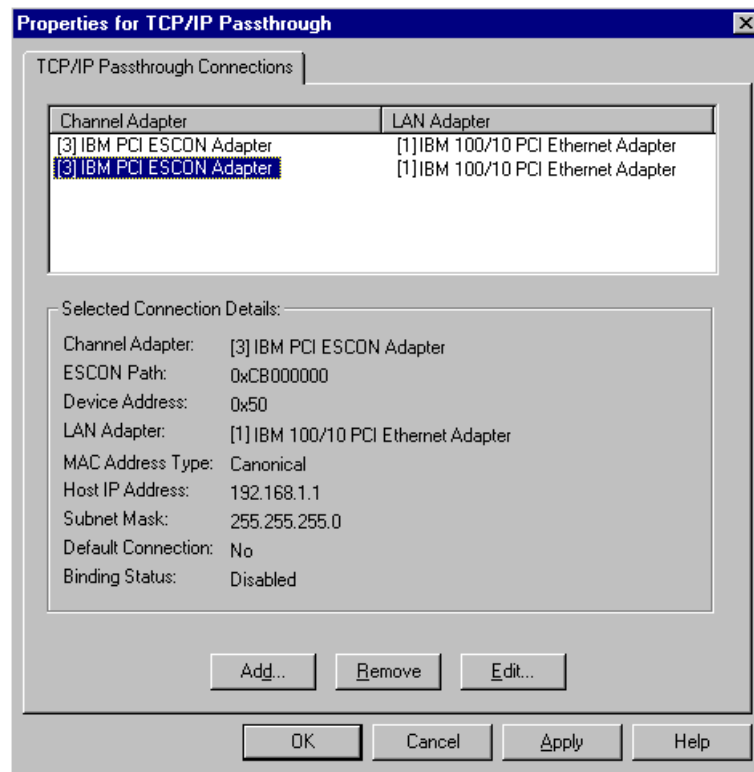 Properties for TCP/IP Passthrough
TCP/IP Passthrough Connections
Channel Adapter LAN Adapter
[3] IBM PCI ESCON Adapter [1] IBM 100/10 PCI Ethernet Adapter
[3] IBM PCI ESCON Adapter [1] IBM 100/10 PCI Ethernet Adapter
Selected Connection Details:
Channel Adapter: [3] IBM PCI ESCON Adapter
ESCON Path: 0xCB000000
Device Address: 0x50
LAN Adapter: [1] IBM 100/10 PCI Ethernet Adapter
MAC Address Type: Canonical
Host IP Address: 192.168.1.1
Subnet Mask: 255.255.255.0
Default Connection: No
Binding Status: Disabled
Add... Remove Edit...
OK Cancel Apply Help